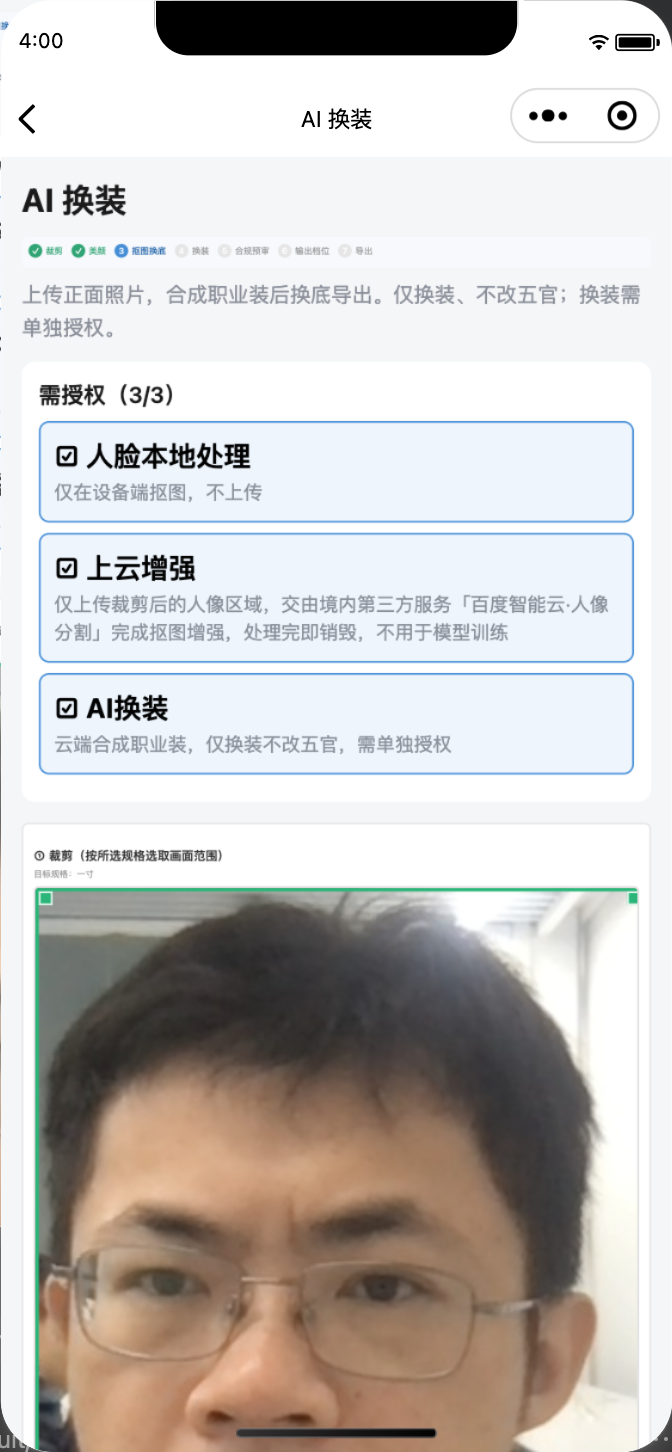 4:00
AI 换装
AI 换装
裁剪 美颜 3 抠图换底 4 换装 5 合规预审 6 输出档位 7 导出
上传正面照片，合成职业装后换底导出。仅换装、不改五官；换装需
单独授权。
需授权（3/3）
人脸本地处理
仅在设备端抠图，不上传
上云增强
仅上传裁剪后的人像区域，交由境内第三方服务「百度智能云·人像
分割」完成抠图增强，处理完即销毁，不用于模型训练
AI换装
云端合成职业装，仅换装不改五官，需单独授权
① 裁剪（按所选规格选取画面范围）
目标规格：一寸